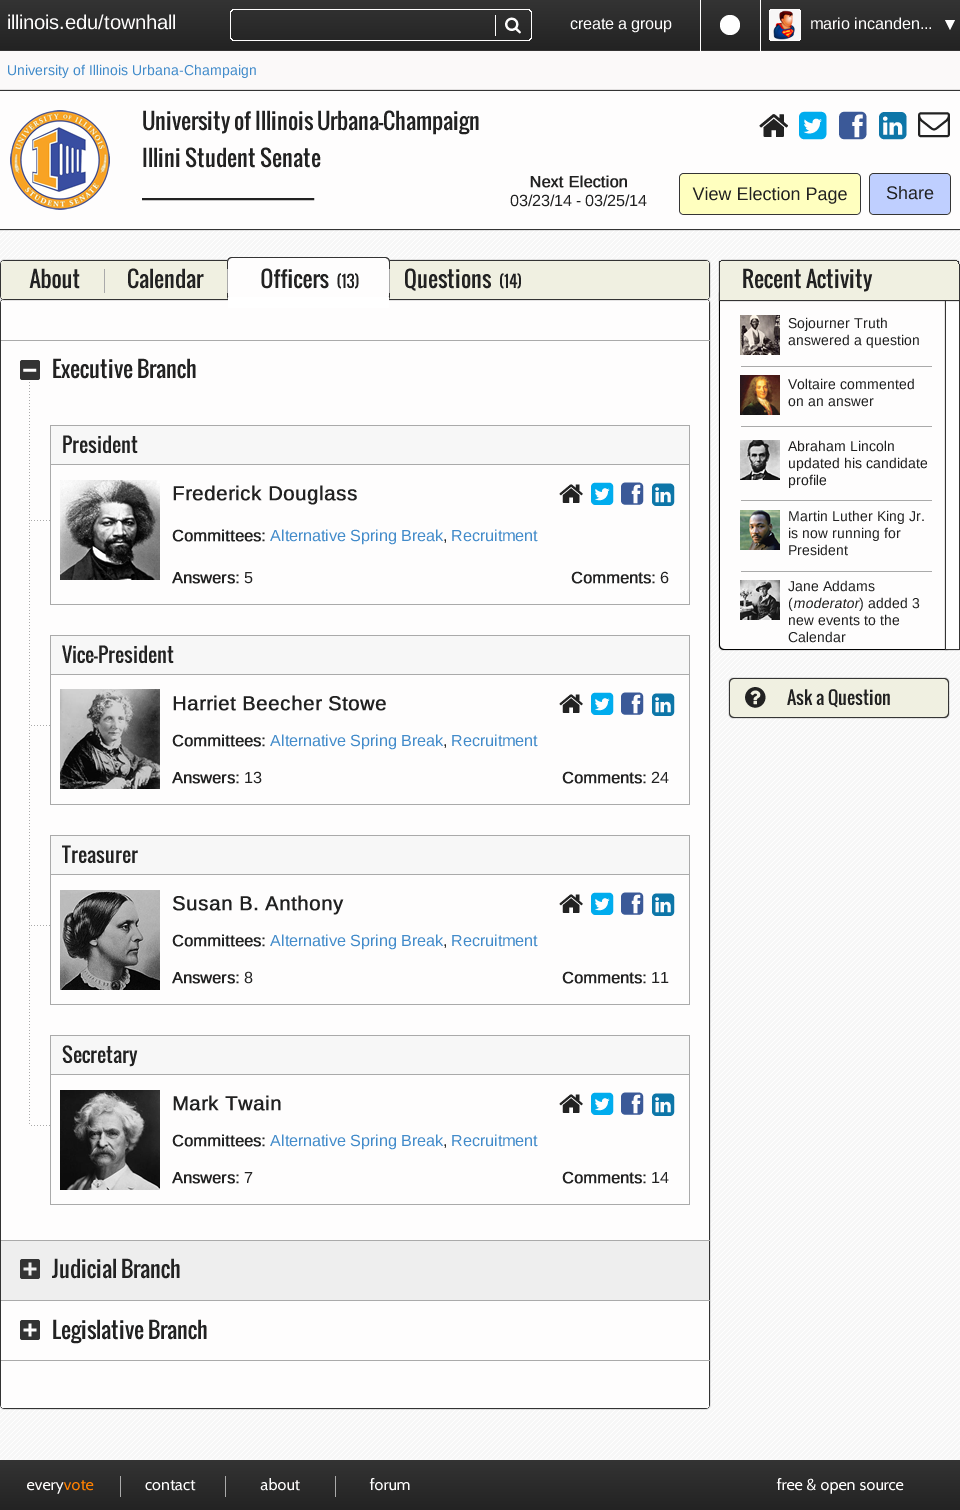 illinois.edu/townhall
create a group
mario incanden...
University of Illinois Urbana-Champaign
UNIVERSITY OF ILLINOIS
STUDENT SENATE
University of Illinois Urbana-Champaign
Illini Student Senate
Next Election
03/23/14 - 03/25/14
View Election Page
Share
About
Calendar
Officers (13)
Questions (14)
Executive Branch
President
Frederick Douglass
Committees: Alternative Spring Break, Recruitment
Answers: 5
Comments: 6
Vice-President
Harriet Beecher Stowe
Committees: Alternative Spring Break, Recruitment
Answers: 13
Comments: 24
Treasurer
Susan B. Anthony
Committees: Alternative Spring Break, Recruitment
Answers: 8
Comments: 11
Secretary
Mark Twain
Committees: Alternative Spring Break, Recruitment
Answers: 7
Comments: 14
Judicial Branch
Legislative Branch
Recent Activity
Sojourner Truth
answered a question
Voltaire commented
on an answer
Abraham Lincoln
updated his candidate
profile
Martin Luther King Jr.
is now running for
President
Jane Addams
(moderator) added 3
new events to the
Calendar
Ask a Question
everyvote
contact
about
forum
free & open source